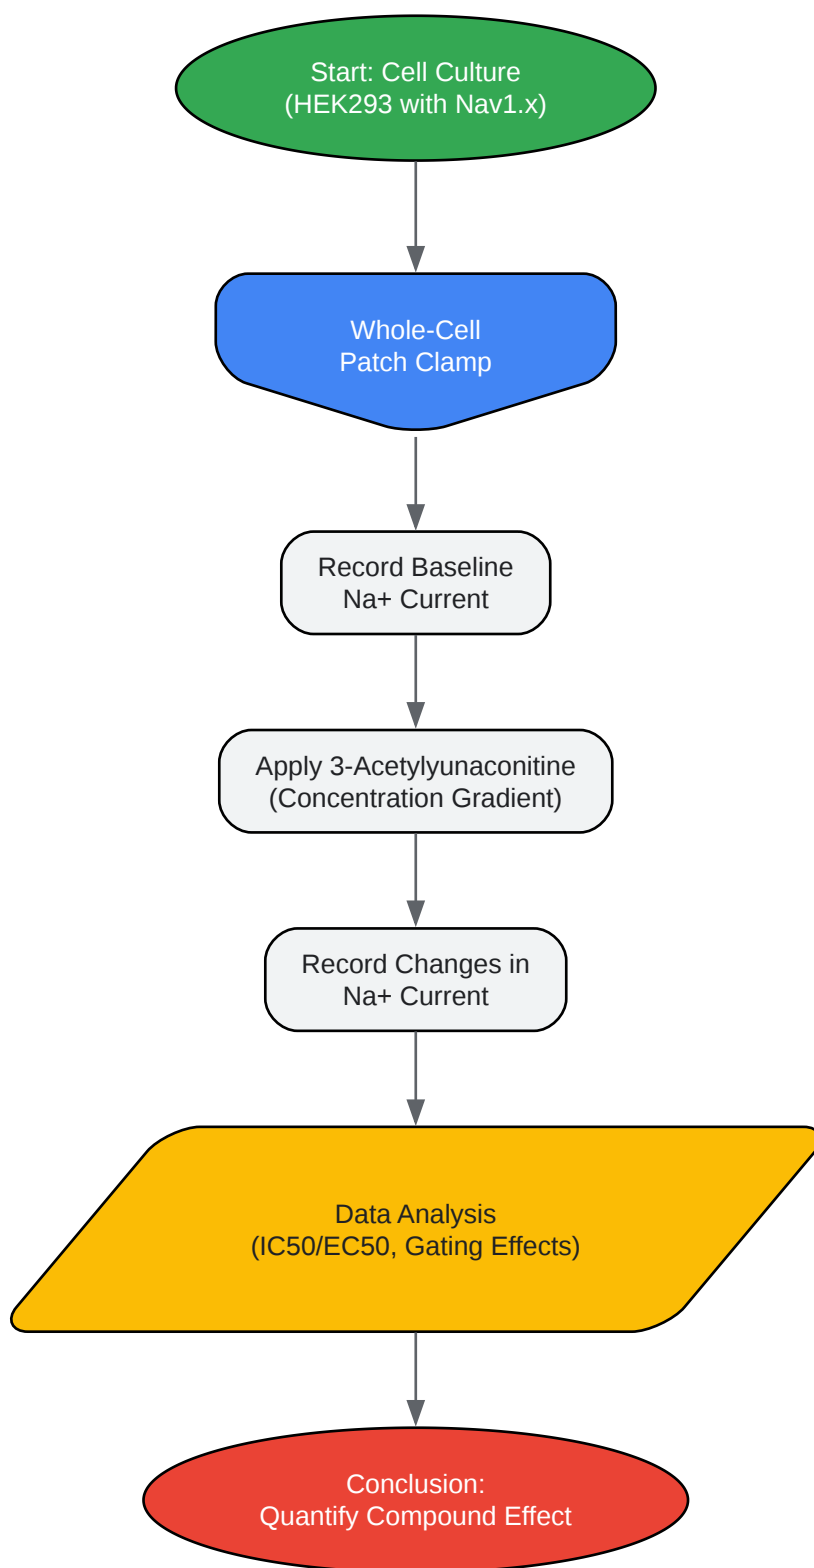 Start: Cell Culture
(HEK293 with Nav1.x)
Whole-Cell
Patch Clamp
Record Baseline
Na+ Current
Apply 3-Acetylyunaconitine
(Concentration Gradient)
Record Changes in
Na+ Current
Data Analysis
(IC50/EC50, Gating Effects)
Conclusion:
Quantify Compound Effect